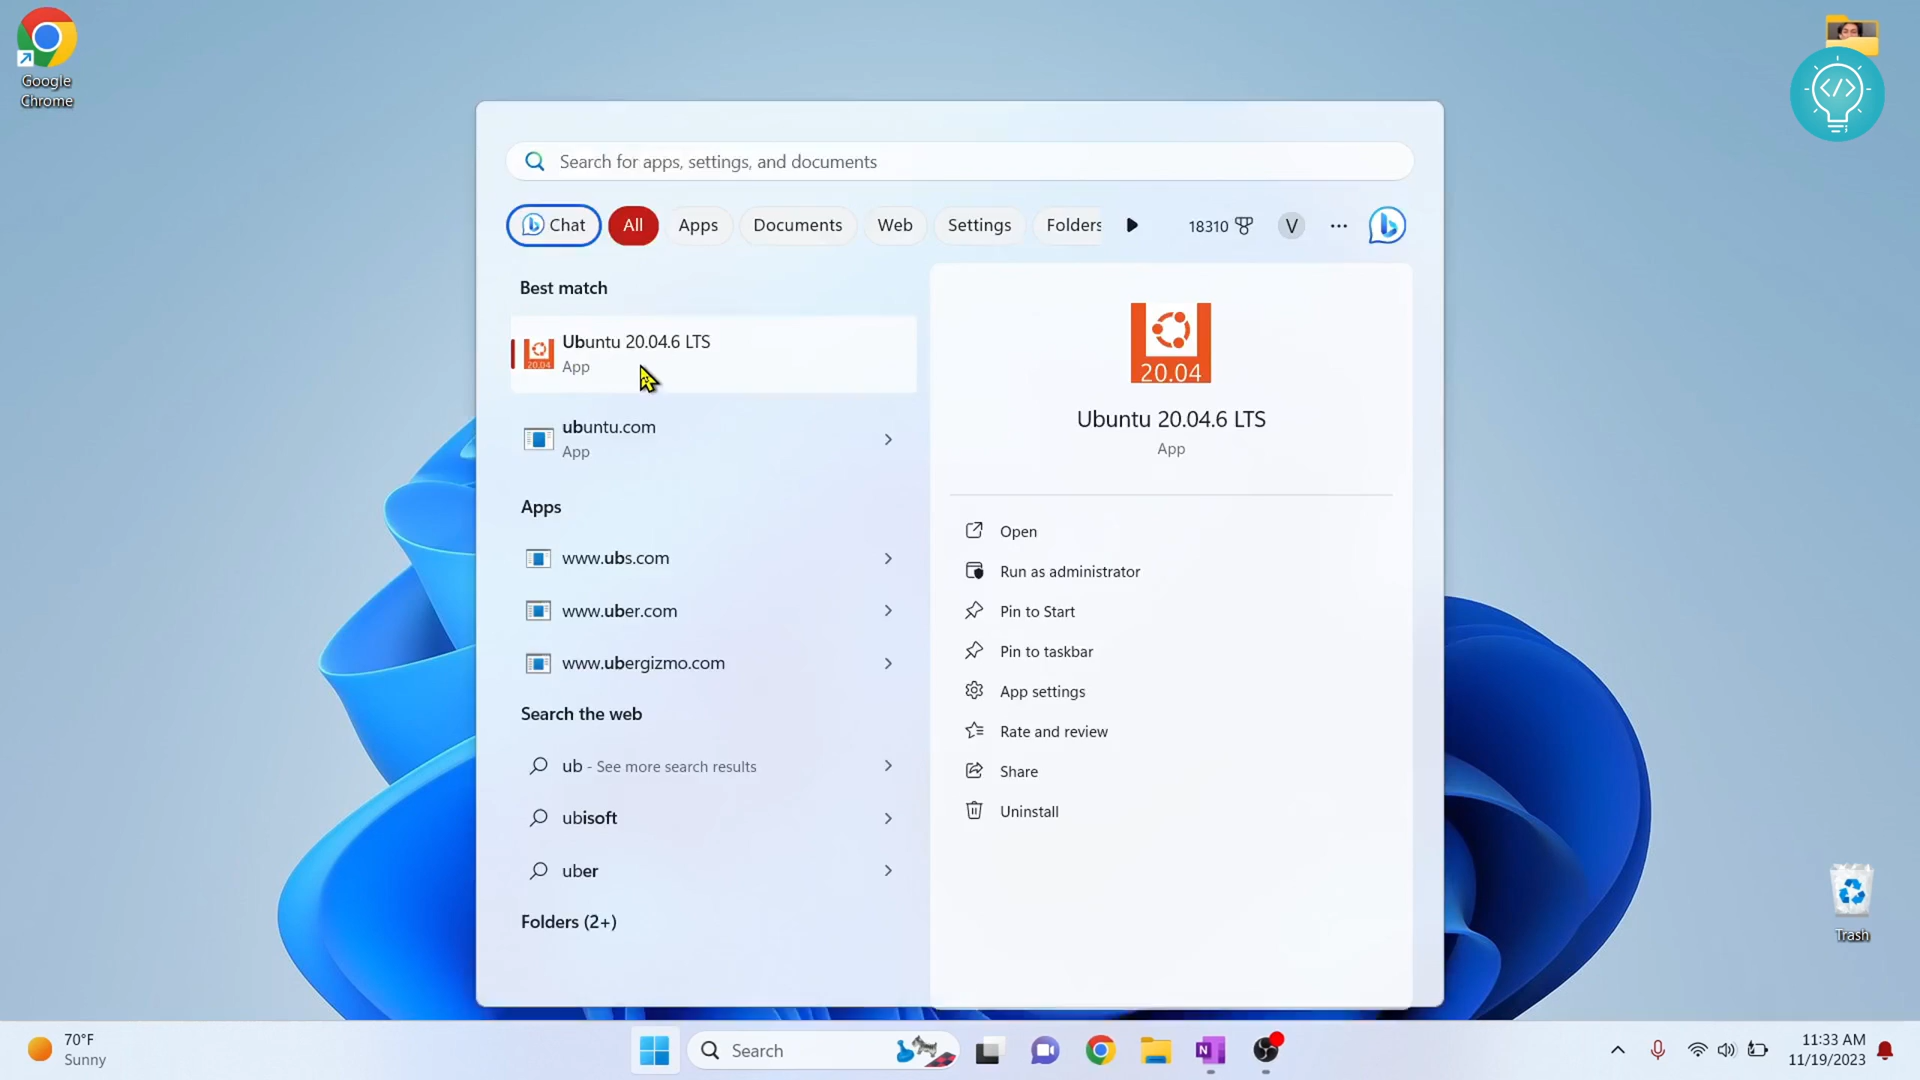 Google
Chrome
Search for apps, settings, and documents
Chat
All
Apps
Documents
Web
Settings
Folders
18310
V
Best match
Ubuntu 20.04.6 LTS
App
ubuntu.com
App
Apps
www.ubs.com
www.uber.com
www.ubergizmo.com
Search the web
ub - See more search results
ubisoft
uber
Folders (2+)
20.04
20.04
Ubuntu 20.04.6 LTS
App
Open
Run as administrator
Pin to Start
Pin to taskbar
App settings
Rate and review
Share
Uninstall
Trash
70°F
Sunny
Search
N
11:33 AM
11/19/2023